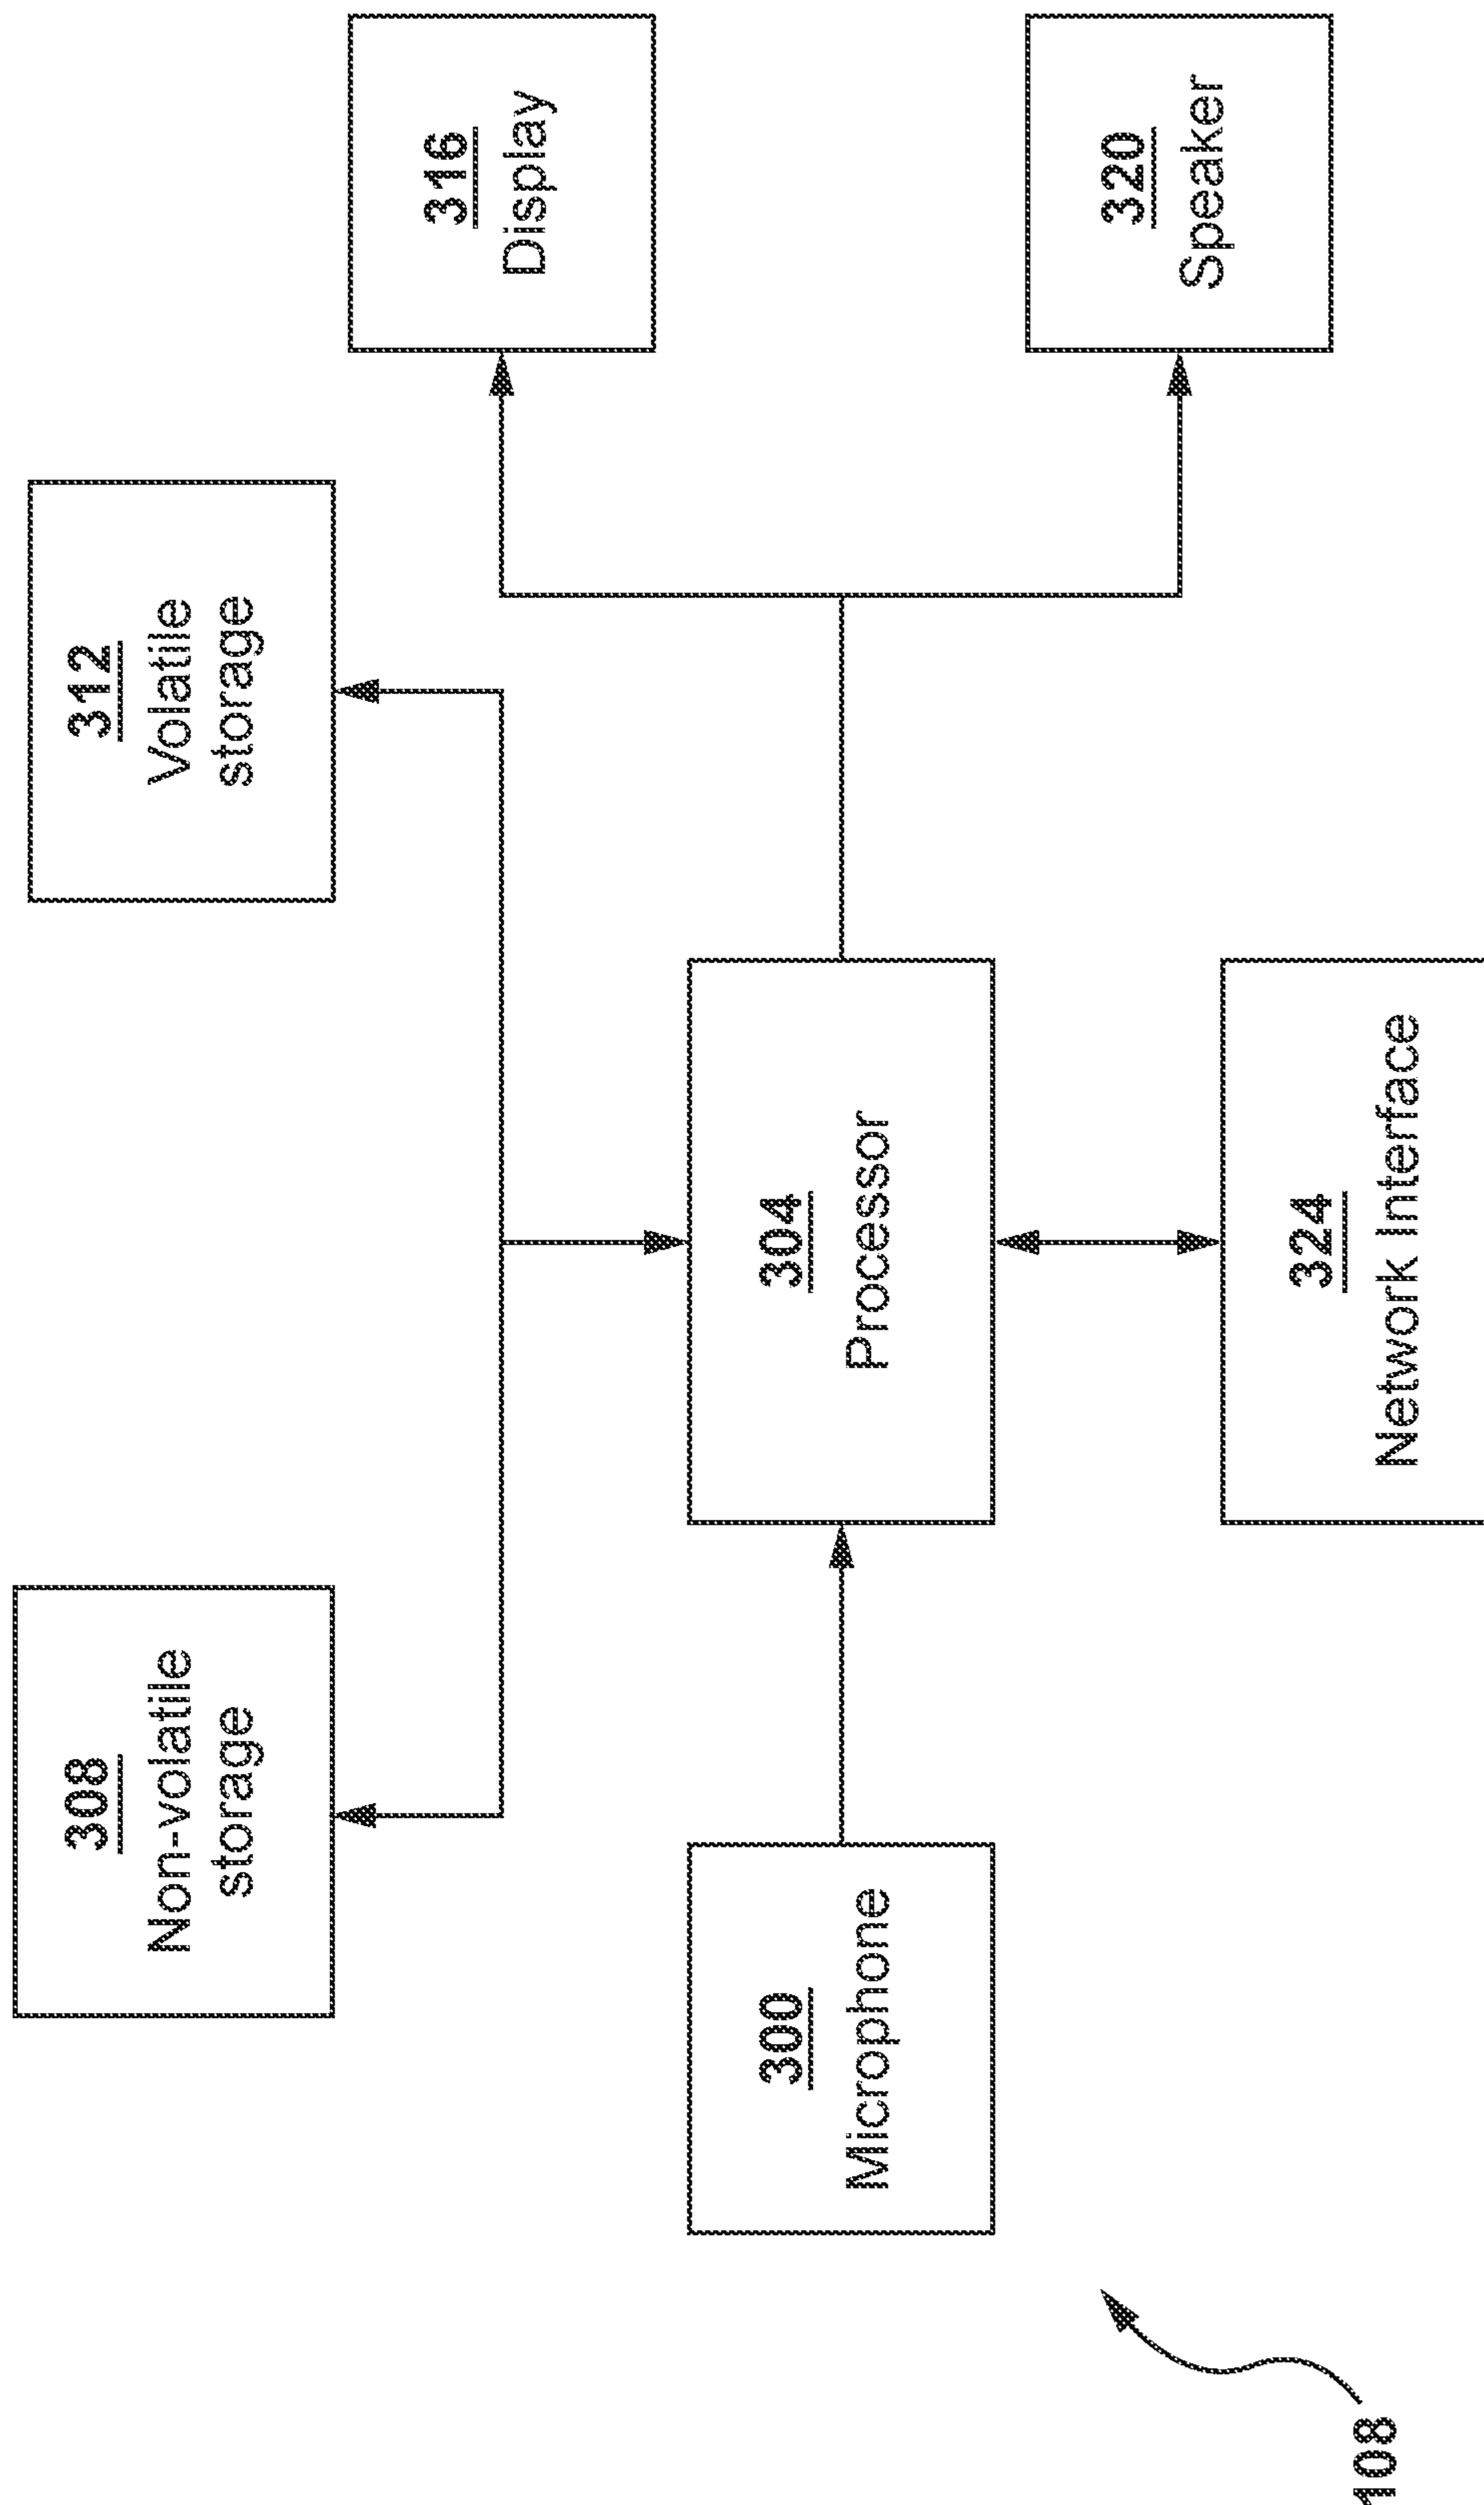 308
Non-volatile
storage
312
Volatile
storage
316
Display
300
Microphone
304
Processor
320
Speaker
324
Network Interface
108